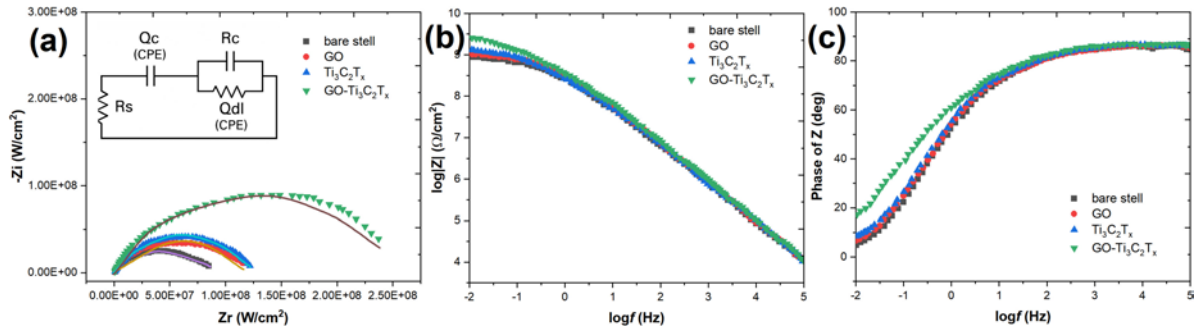 (a)
3.00E+08
2.00E+08
1.00E+08
0.00E+00
-Zi (W/cm²)
0.00E+00 5.00E+07 1.00E+08 1.50E+08 2.00E+08 2.50E+08
Zr (W/cm²)
Qc
(CPE)
Rc
Rs
Qdl
(CPE)
bare stell
GO
Ti₃C₂Tₓ
GO-Ti₃C₂Tₓ
(b)
10
9
8
7
6
5
4
log|Z| (Ω/cm²)
-2 -1 0 1 2 3 4 5
logf (Hz)
bare stell
GO
Ti₃C₂Tₓ
GO-Ti₃C₂Tₓ
(c)
100
80
60
40
20
0
Phase of Z (deg)
-2 -1 0 1 2 3 4 5
logf (Hz)
bare stell
GO
Ti₃C₂Tₓ
GO-Ti₃C₂Tₓ